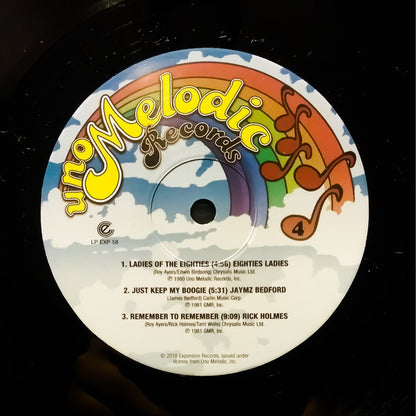 uno Melodic
Records
4
e
LP EXP 58
1. LADIES OF THE EIGHTIES (4:56) EIGHTIES LADIES
(Roy Ayers/Edwin Birdsong) Chrysalis Music Ltd.
℗ 1980 Uno Melodic Records, Inc.
2. JUST KEEP MY BOOGIE (5:31) JAYMZ BEDFORD
(James Bedford) Carlin Music Corp.
℗ 1981 GMR, Inc.
3. REMEMBER TO REMEMBER (9:09) RICK HOLMES
(Roy Ayers/Rick Holmes/Terri Wells) Chrysalis Music Ltd.
℗ 1981 GMR, Inc.
© 2018 Expansion Records, issued under
license from Uno Melodic, Inc